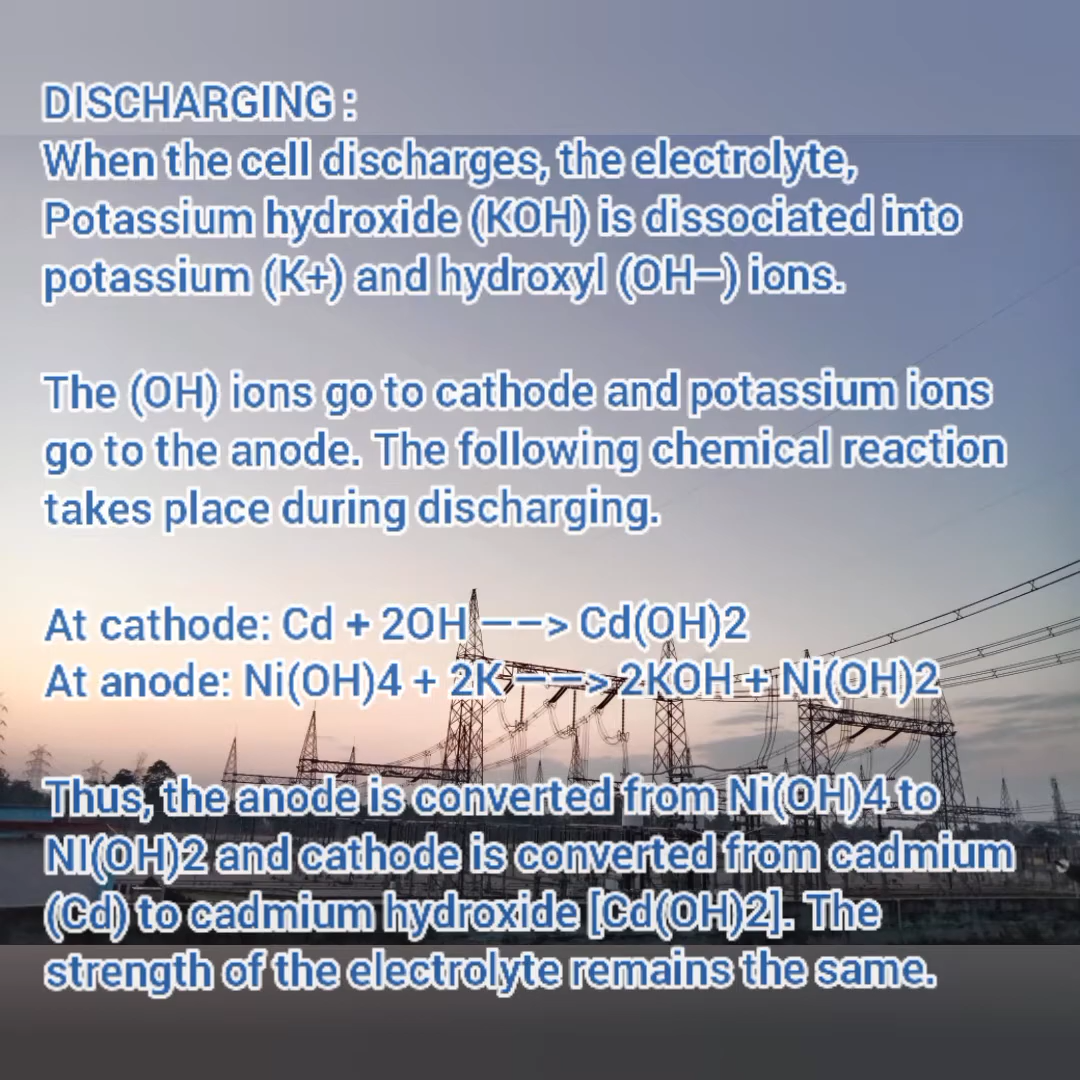 DISCHARGING :
When the cell discharges, the electrolyte,
Potassium hydroxide (KOH) is dissociated into
potassium (K+) and hydroxyl (OH–) ions.
The (OH) ions go to cathode and potassium ions
go to the anode. The following chemical reaction
takes place during discharging.
At cathode: Cd + 2OH ––> Cd(OH)2
At anode: Ni(OH)4 + 2K ––> 2KOH + Ni(OH)2
Thus, the anode is converted from Ni(OH)4 to
NI(OH)2 and cathode is converted from cadmium
(Cd) to cadmium hydroxide [Cd(OH)2]. The
strength of the electrolyte remains the same.